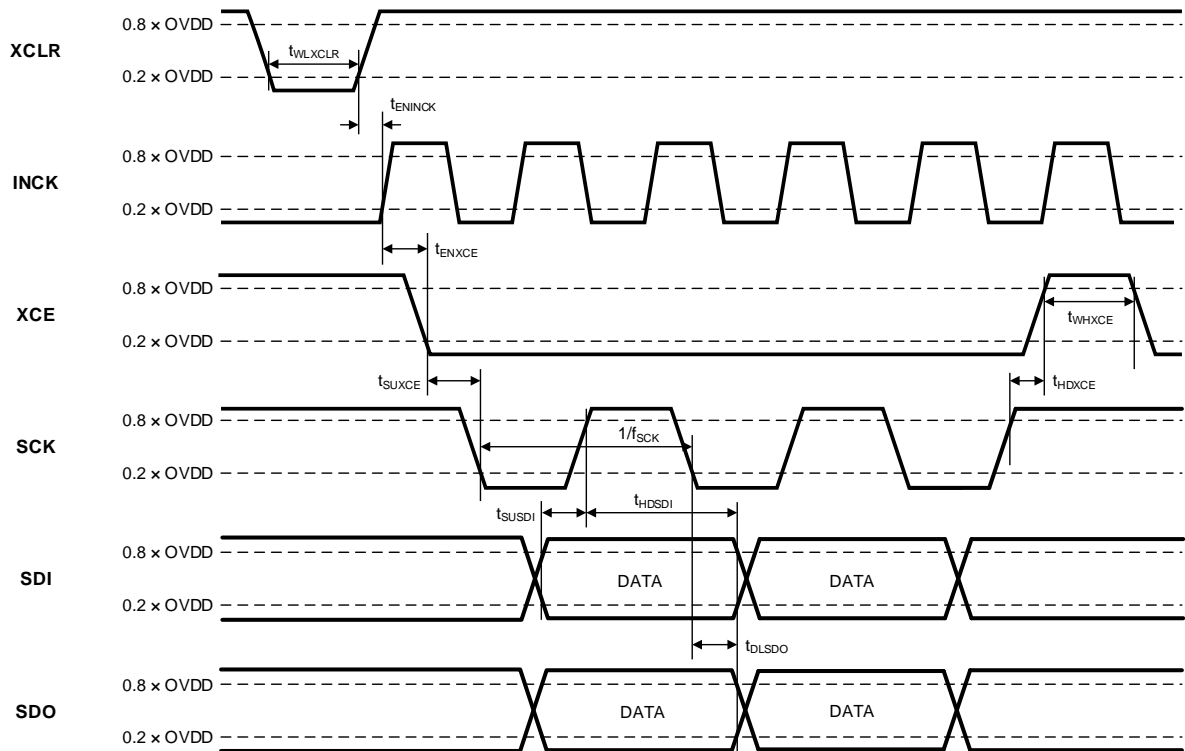 0.8 × OVDD
XCLR
tWLXCLR
0.2 × OVDD
tENINCK
0.8 × OVDD
INCK
0.2 × OVDD
tENXCE
0.8 × OVDD
XCE
tWHXCE
0.2 × OVDD
tSUXCE
tHDXCE
0.8 × OVDD
SCK
1/fSCK
0.2 × OVDD
tSUSDI
tHDSDI
0.8 × OVDD
SDI
DATA
DATA
0.2 × OVDD
tDLSDO
0.8 × OVDD
SDO
DATA
DATA
0.2 × OVDD